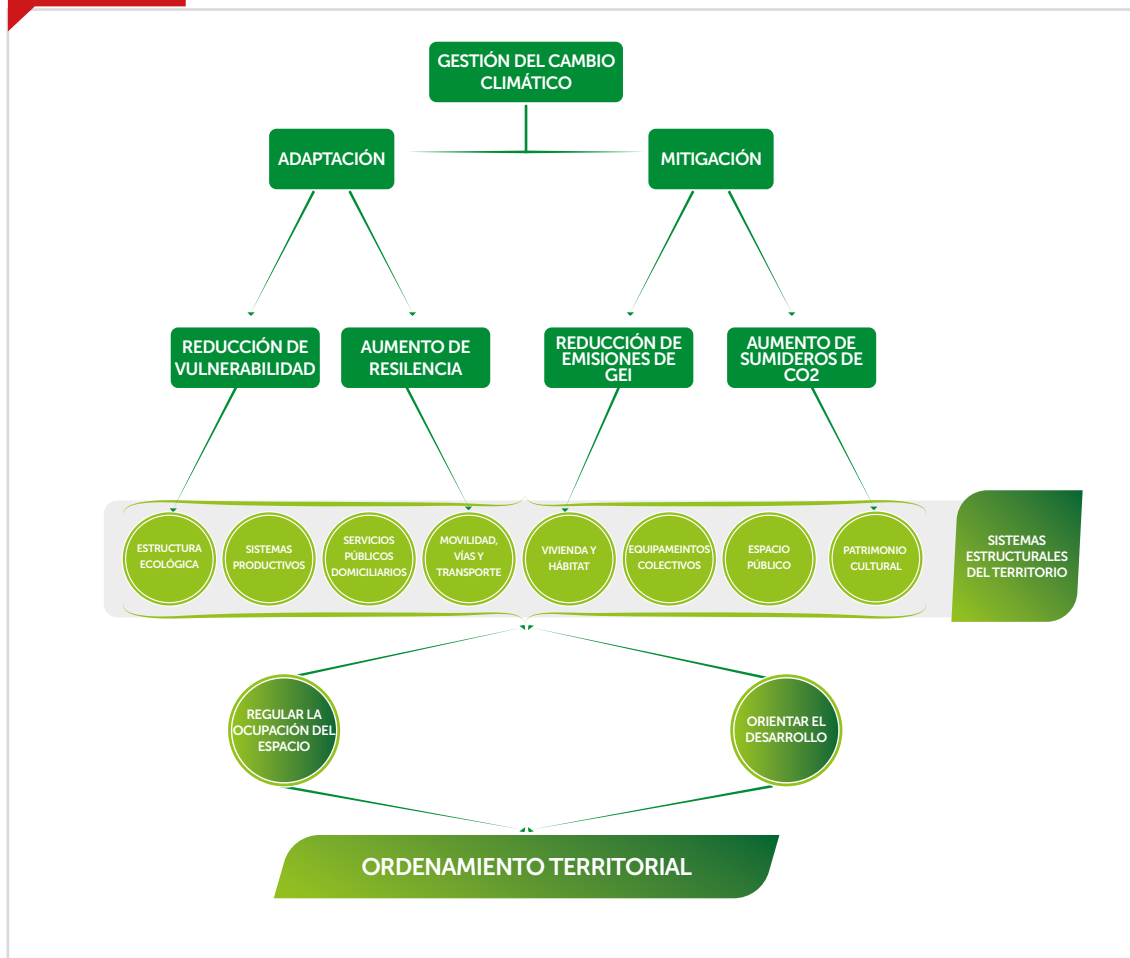 GESTIÓN DEL CAMBIO
CLIMÁTICO
ADAPTACIÓN
MITIGACIÓN
REDUCCIÓN DE
VULNERABILIDAD
AUMENTO DE
RESILENCIA
REDUCCIÓN DE
EMISIONES DE
GEI
AUMENTO DE
SUMIDEROS DE
CO2
ESTRUCTURA
ECOLÓGICA
SISTEMAS
PRODUCTIVOS
SERVICIOS
PÚBLICOS
DOMICILIARIOS
MOVILIDAD,
VÍAS Y
TRANSPORTE
VIVIENDA Y
HÁBITAT
EQUIPAMEINTOS
COLECTIVOS
ESPACIO
PÚBLICO
PATRIMONIO
CULTURAL
SISTEMAS
ESTRUCTURALES
DEL TERRITORIO
REGULAR LA
OCUPACIÓN DEL
ESPACIO
ORIENTAR EL
DESARROLLO
ORDENAMIENTO TERRITORIAL